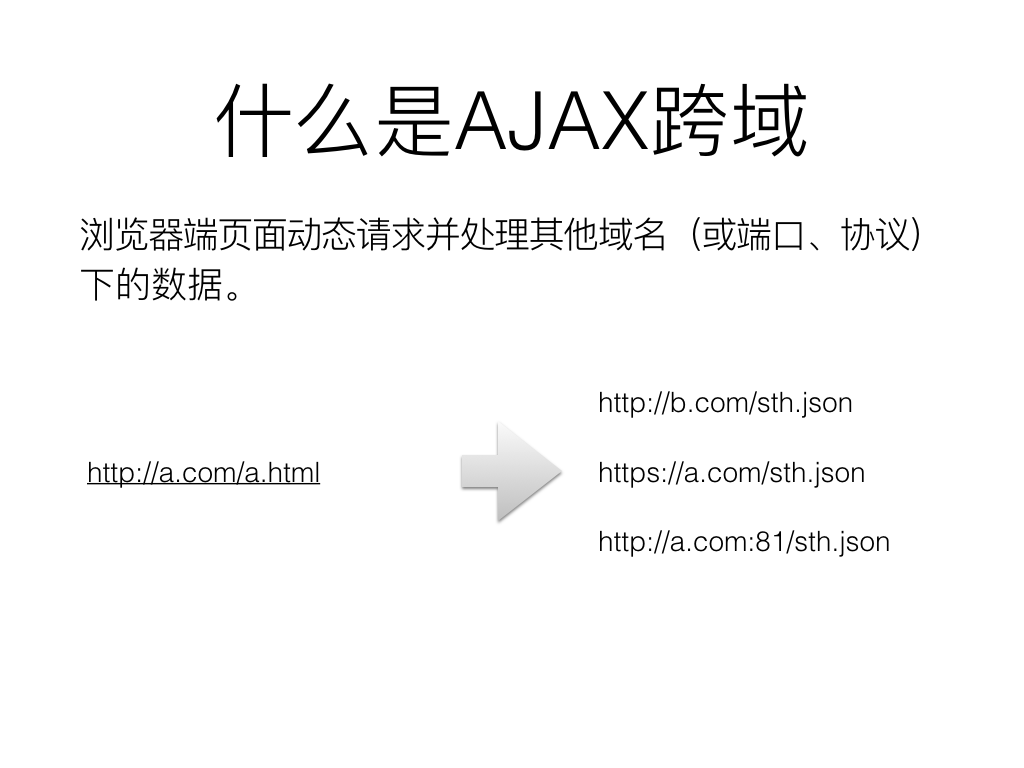 什么是AJAX跨域
浏览器端页面动态请求并处理其他域名（或端口、协议）
下的数据。
http://b.com/sth.json
http://a.com/a.html
https://a.com/sth.json
http://a.com:81/sth.json